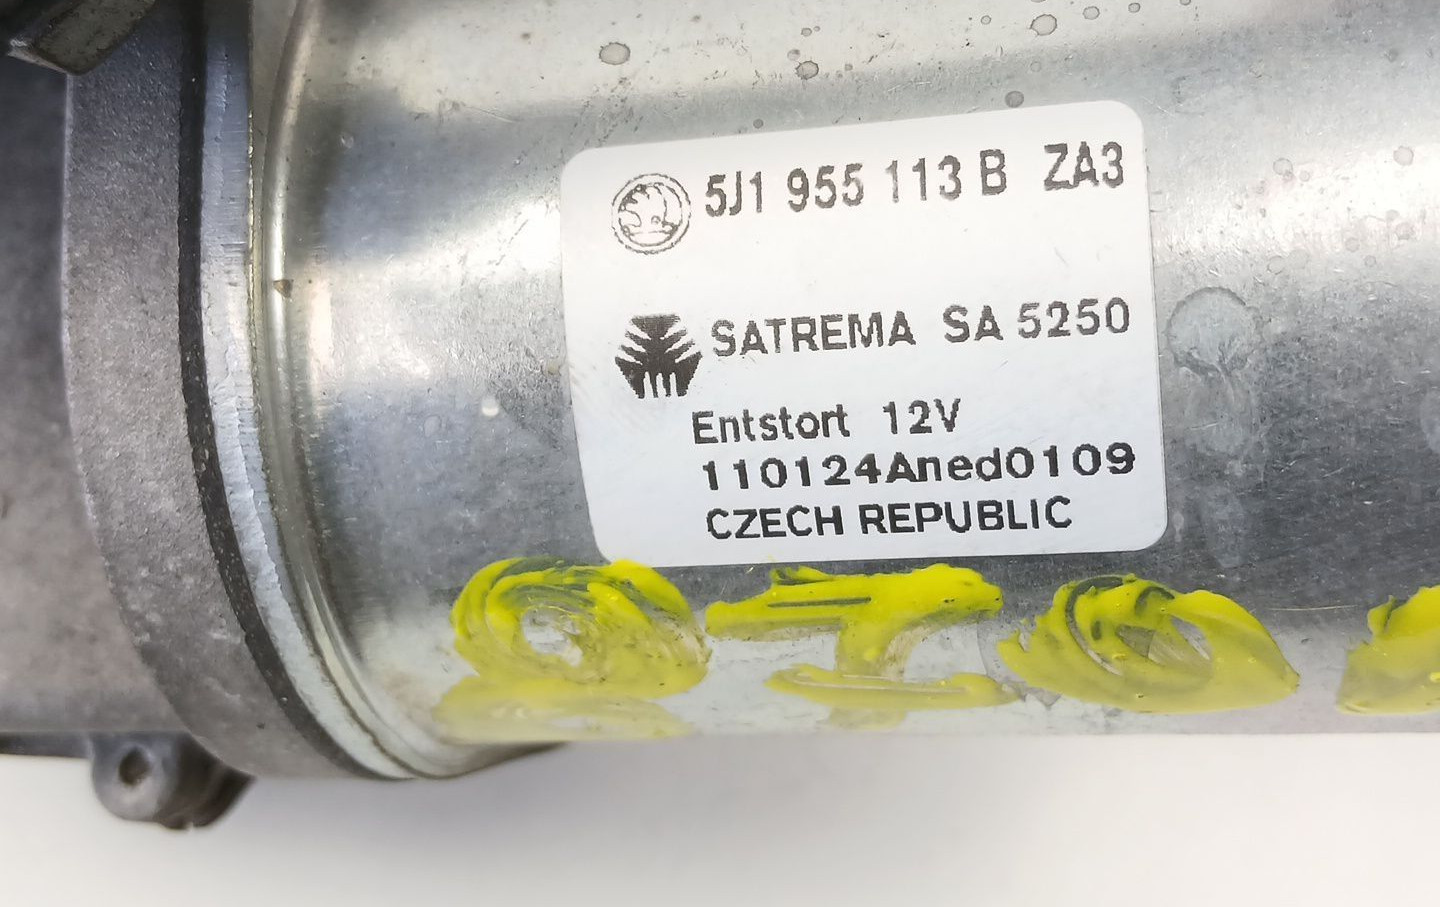 5J1 955 113 B ZA3
SATREMA SA 5250
Entstort 12V
110124Aned0109
CZECH REPUBLIC